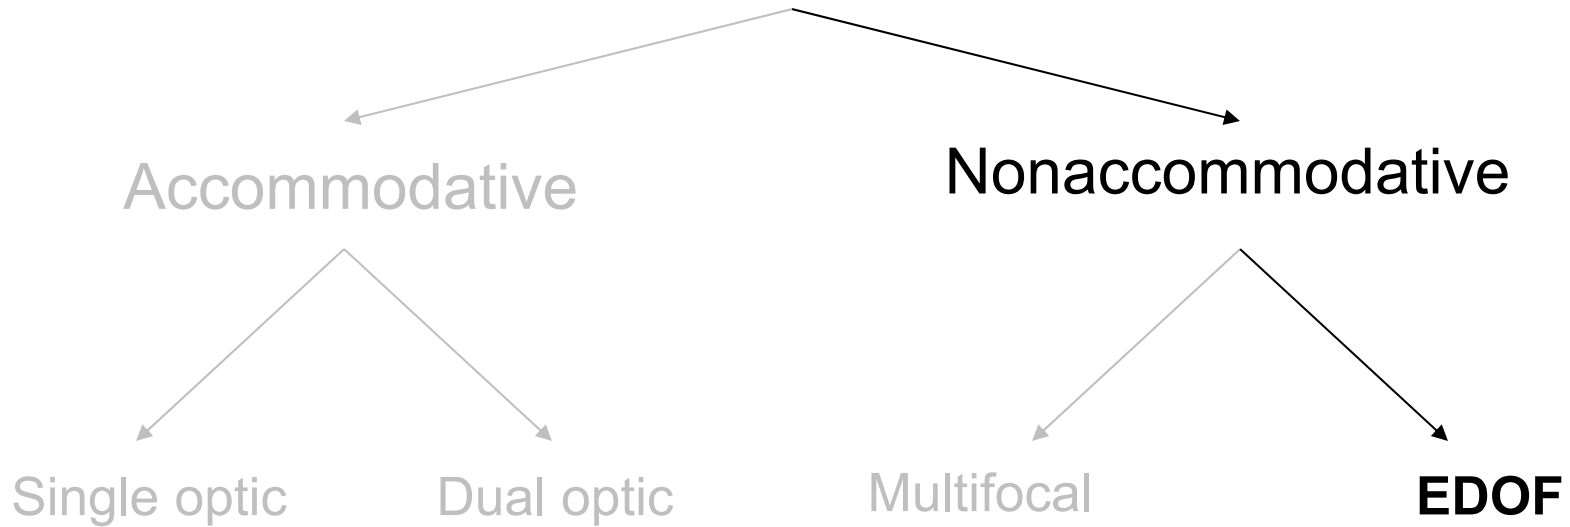 Accommodative
Nonaccommodative
Single optic
Dual optic
Multifocal
EDOF